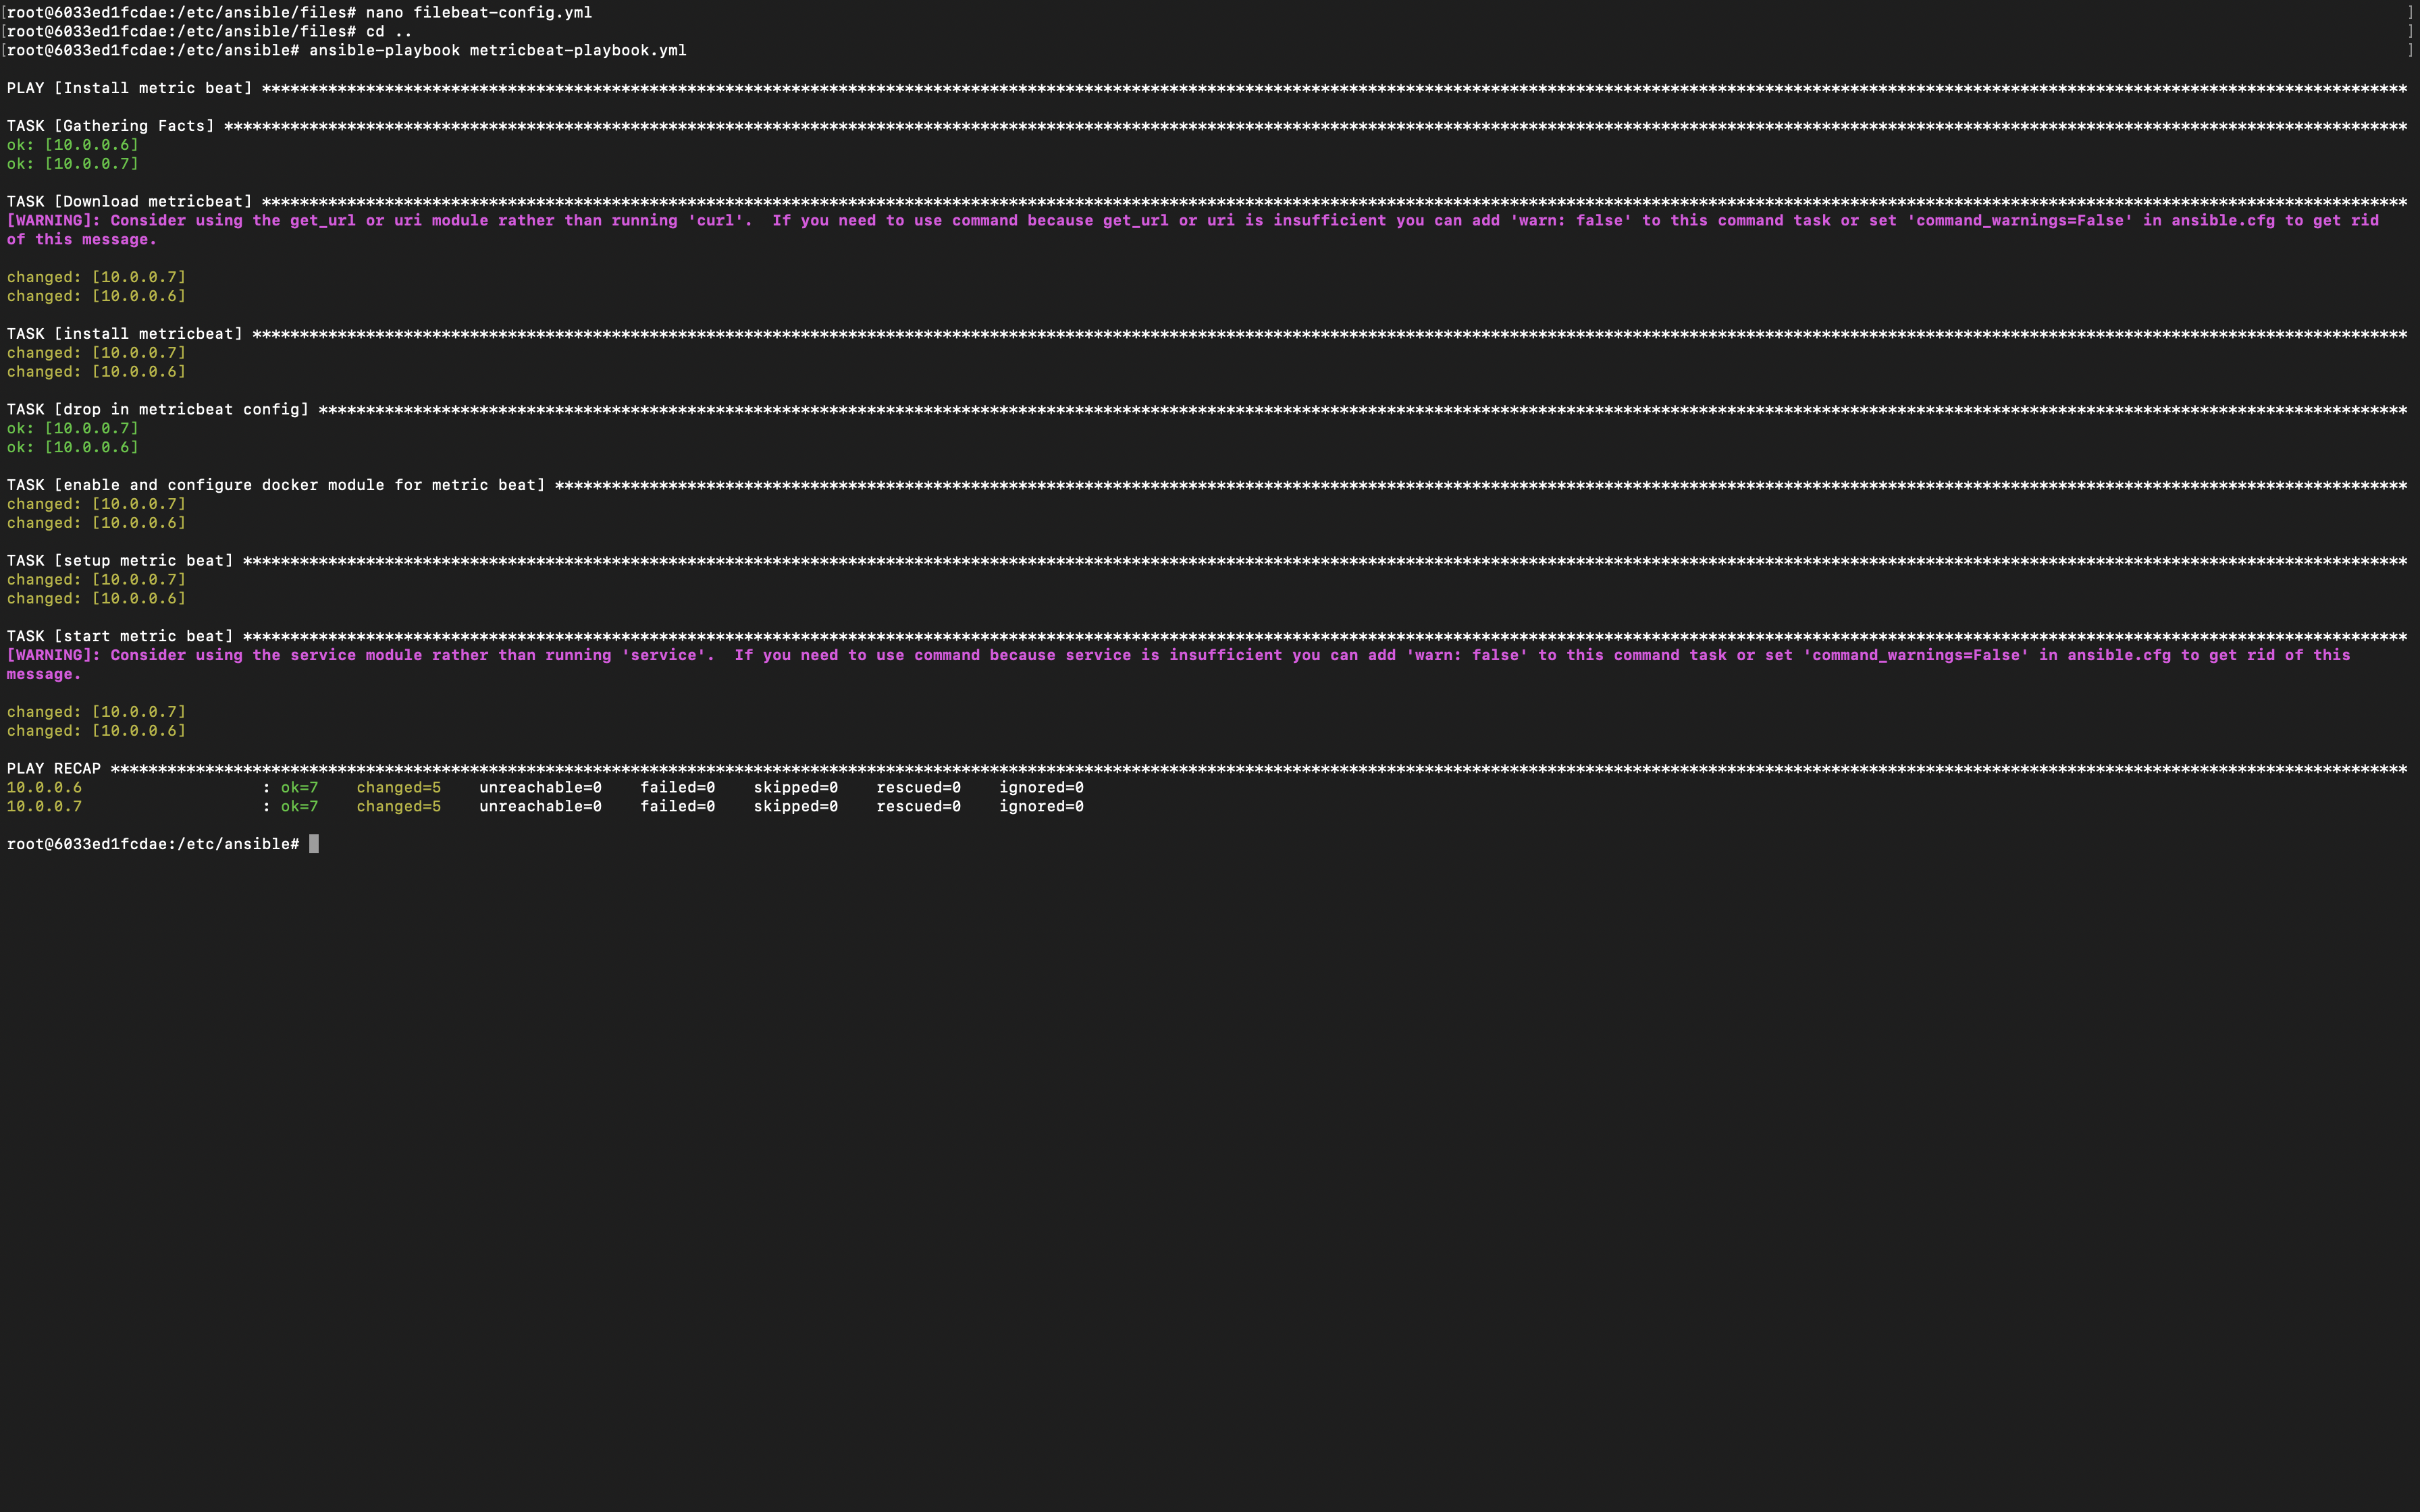 [root@6033ed1fcdae:/etc/ansible/files# nano filebeat-config.yml ]
[root@6033ed1fcdae:/etc/ansible/files# cd .. ]
[root@6033ed1fcdae:/etc/ansible# ansible-playbook metricbeat-playbook.yml ]
PLAY [Install metric beat] ****************************************************************
TASK [Gathering Facts] ****************************************************************
ok: [10.0.0.6]
ok: [10.0.0.7]
TASK [Download metricbeat] ****************************************************************
[WARNING]: Consider using the get_url or uri module rather than running 'curl'.  If you need to use command because get_url or uri is insufficient you can add 'warn: false' to this command task or set 'command_warnings=False' in ansible.cfg to get rid
of this message.
changed: [10.0.0.7]
changed: [10.0.0.6]
TASK [install metricbeat] ****************************************************************
changed: [10.0.0.7]
changed: [10.0.0.6]
TASK [drop in metricbeat config] ****************************************************************
ok: [10.0.0.7]
ok: [10.0.0.6]
TASK [enable and configure docker module for metric beat] ****************************************************************
changed: [10.0.0.7]
changed: [10.0.0.6]
TASK [setup metric beat] ****************************************************************
changed: [10.0.0.7]
changed: [10.0.0.6]
TASK [start metric beat] ****************************************************************
[WARNING]: Consider using the service module rather than running 'service'.  If you need to use command because service is insufficient you can add 'warn: false' to this command task or set 'command_warnings=False' in ansible.cfg to get rid of this
message.
changed: [10.0.0.7]
changed: [10.0.0.6]
PLAY RECAP ****************************************************************
10.0.0.6 : ok=7 changed=5 unreachable=0 failed=0 skipped=0 rescued=0 ignored=0
10.0.0.7 : ok=7 changed=5 unreachable=0 failed=0 skipped=0 rescued=0 ignored=0
root@6033ed1fcdae:/etc/ansible#